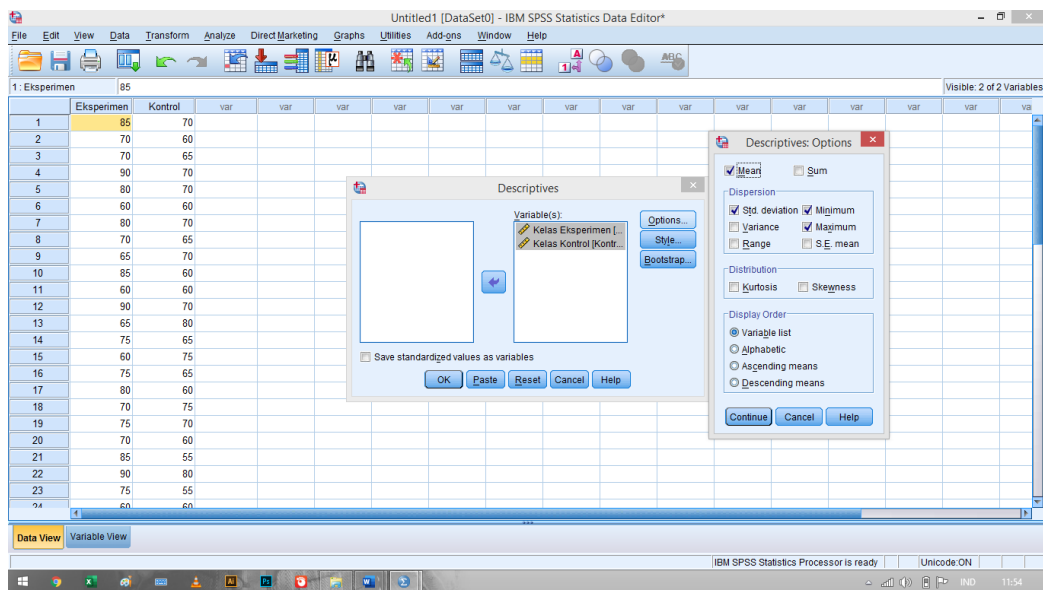 Untitled1 [DataSet0] - IBM SPSS Statistics Data Editor*
File Edit View Data Transform Analyze Direct Marketing Graphs Utilities Add-ons Window Help
1 : Eksperimen 85 Visible: 2 of 2 Variables
Eksperimen Kontrol var var var var var var var var var var var var var var va
1 85 70
2 70 60
3 70 65
4 90 70
5 80 70
6 60 60
7 80 70
8 70 65
9 65 70
10 85 60
11 60 60
12 90 70
13 65 80
14 75 65
15 60 75
16 75 65
17 80 60
18 70 75
19 75 70
20 70 60
21 85 55
22 90 80
23 75 55
24 60 60
Descriptives
Variable(s):
Kelas Eksperimen [...
Kelas Kontrol [Kontr...
Options...
Style...
Bootstrap...
Save standardized values as variables
OK Paste Reset Cancel Help
Descriptives: Options
Mean Sum
Dispersion
Std. deviation Minimum
Variance Maximum
Range S.E. mean
Distribution
Kurtosis Skewness
Display Order
Variable list
Alphabetic
Ascending means
Descending means
Continue Cancel Help
Data View Variable View
IBM SPSS Statistics Processor is ready Unicode:ON
IND 11:54